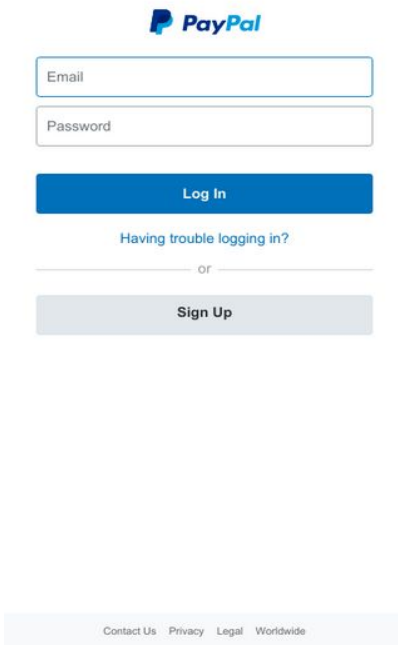 PayPal
Email
Password
Log In
Having trouble logging in?
or
Sign Up
Contact Us Privacy Legal Worldwide